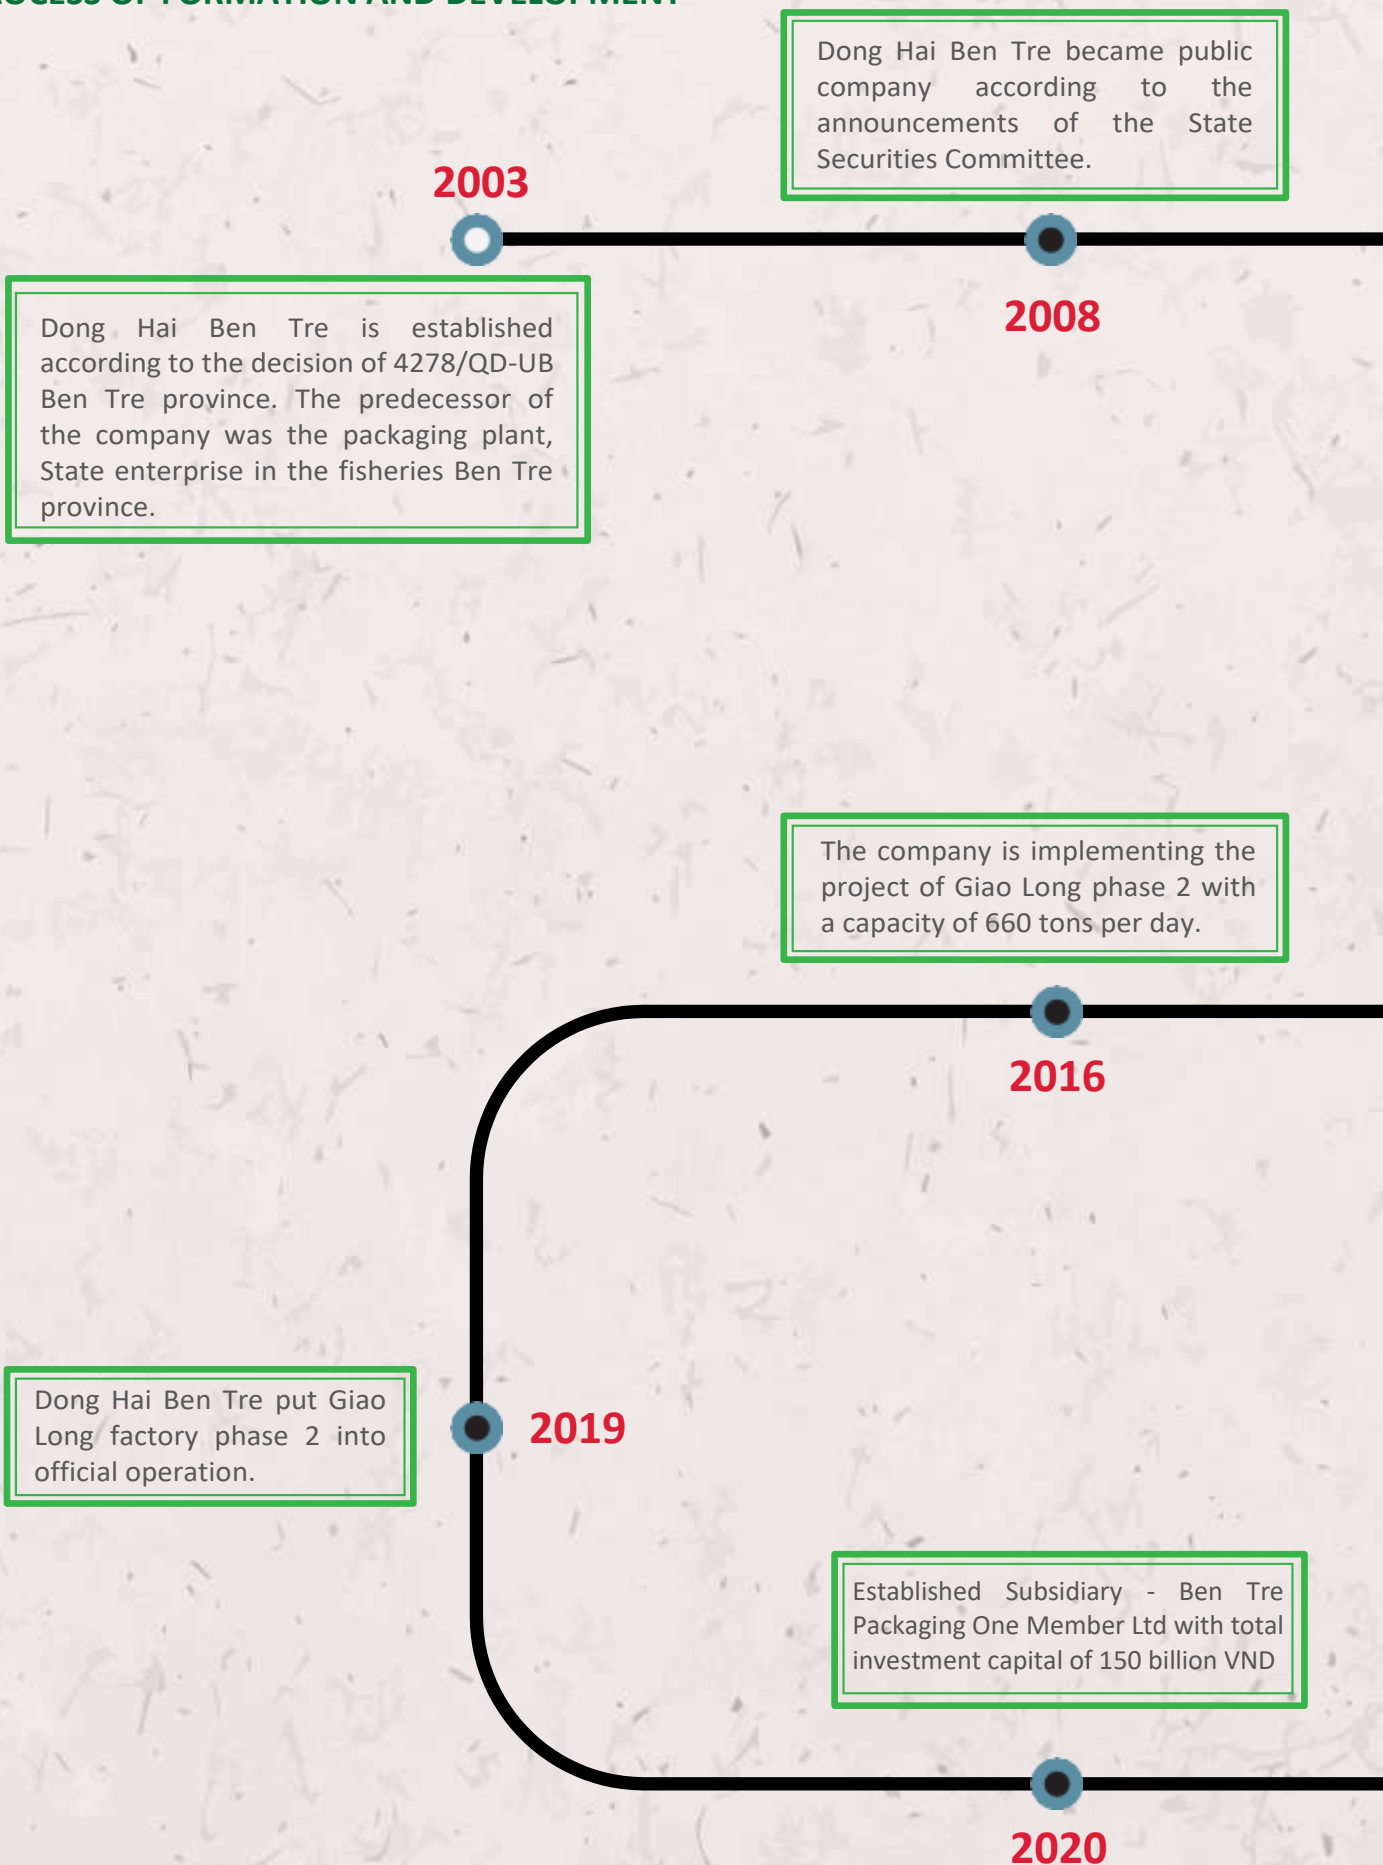 PROCESS OF FORMATION AND DEVELOPMENT
Dong Hai Ben Tre became public
company according to the
announcements of the State
Securities Committee.
2003
2008
Dong Hai Ben Tre is established
according to the decision of 4278/QD-UB
Ben Tre province. The predecessor of
the company was the packaging plant,
State enterprise in the fisheries Ben Tre
province.
The company is implementing the
project of Giao Long phase 2 with
a capacity of 660 tons per day.
2016
Dong Hai Ben Tre put Giao
Long factory phase 2 into
official operation.
2019
Established Subsidiary - Ben Tre
Packaging One Member Ltd with total
investment capital of 150 billion VND
2020